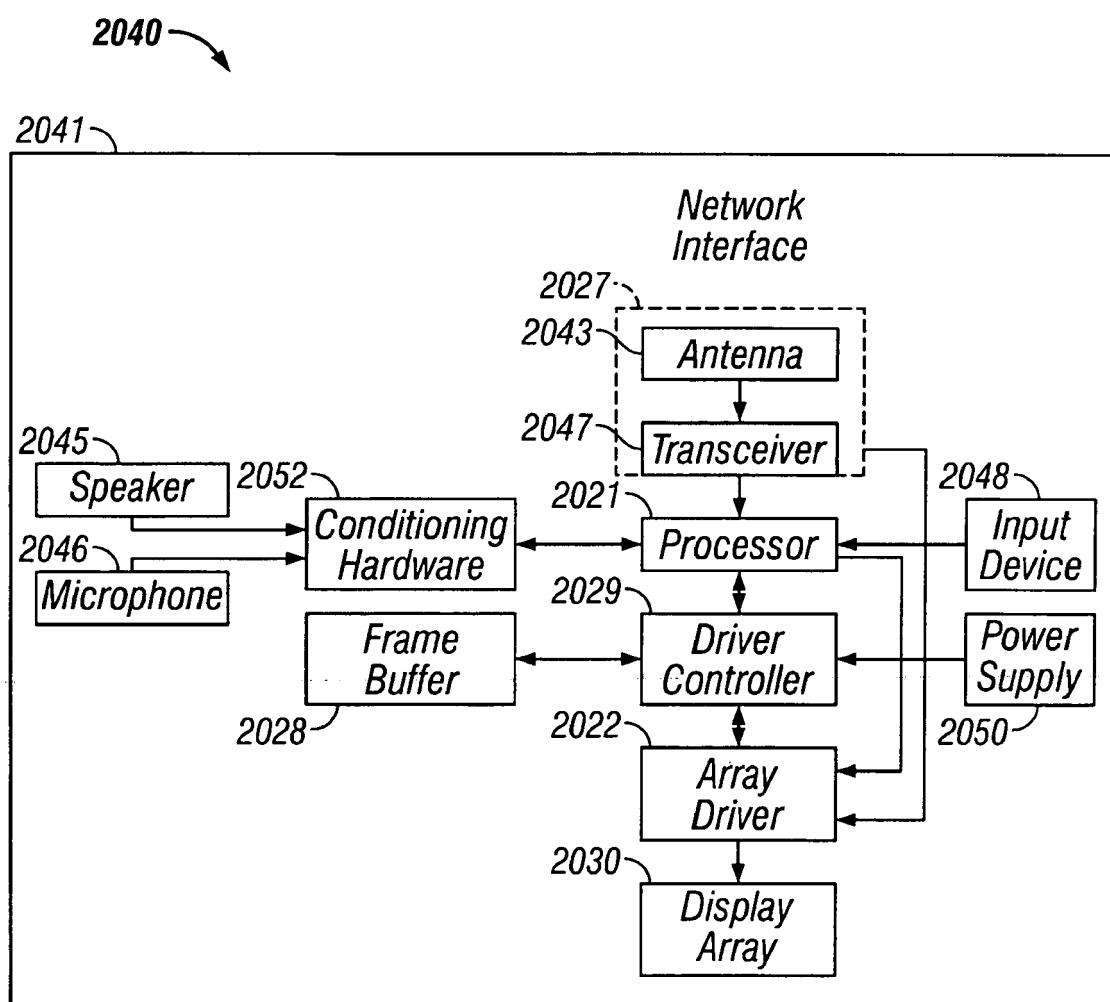 2040
2041
Network
Interface
2027
2043
Antenna
2047
Transceiver
2045
Speaker
2052
Conditioning
Hardware
2046
Microphone
2021
Processor
2048
Input
Device
2029
Driver
Controller
Frame
Buffer
2028
Power
Supply
2050
2022
Array
Driver
2030
Display
Array